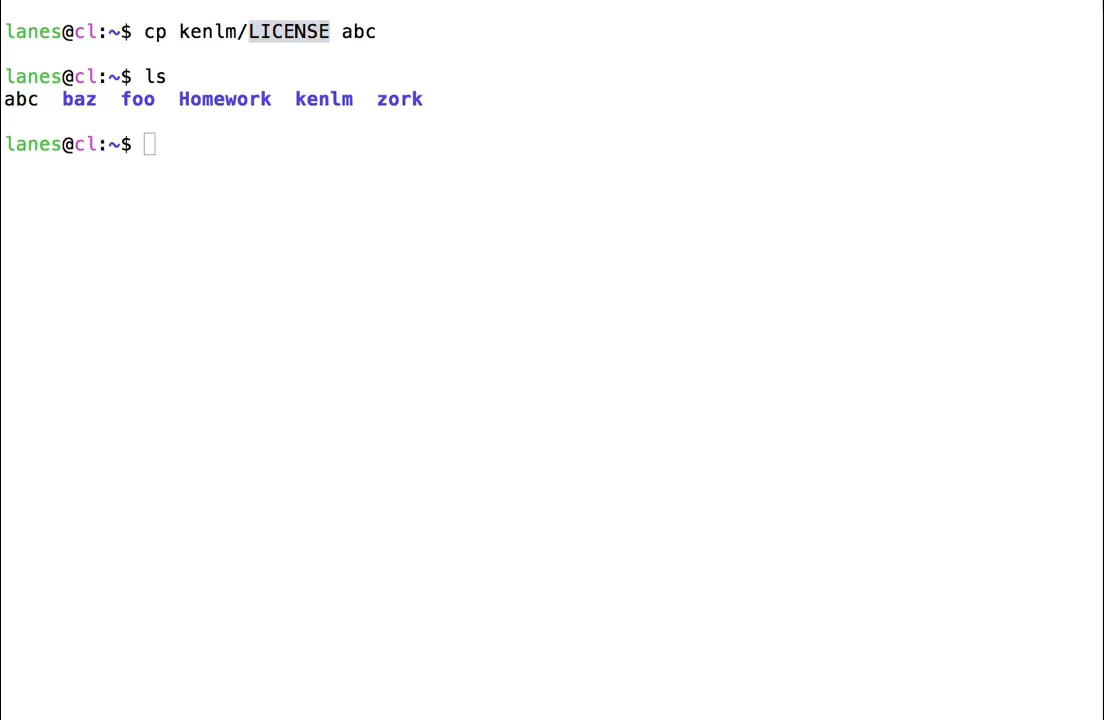 lanes@cl:~$ cp kenlm/LICENSE abc
lanes@cl:~$ ls
abc  baz  foo  Homework  kenlm  zork
lanes@cl:~$